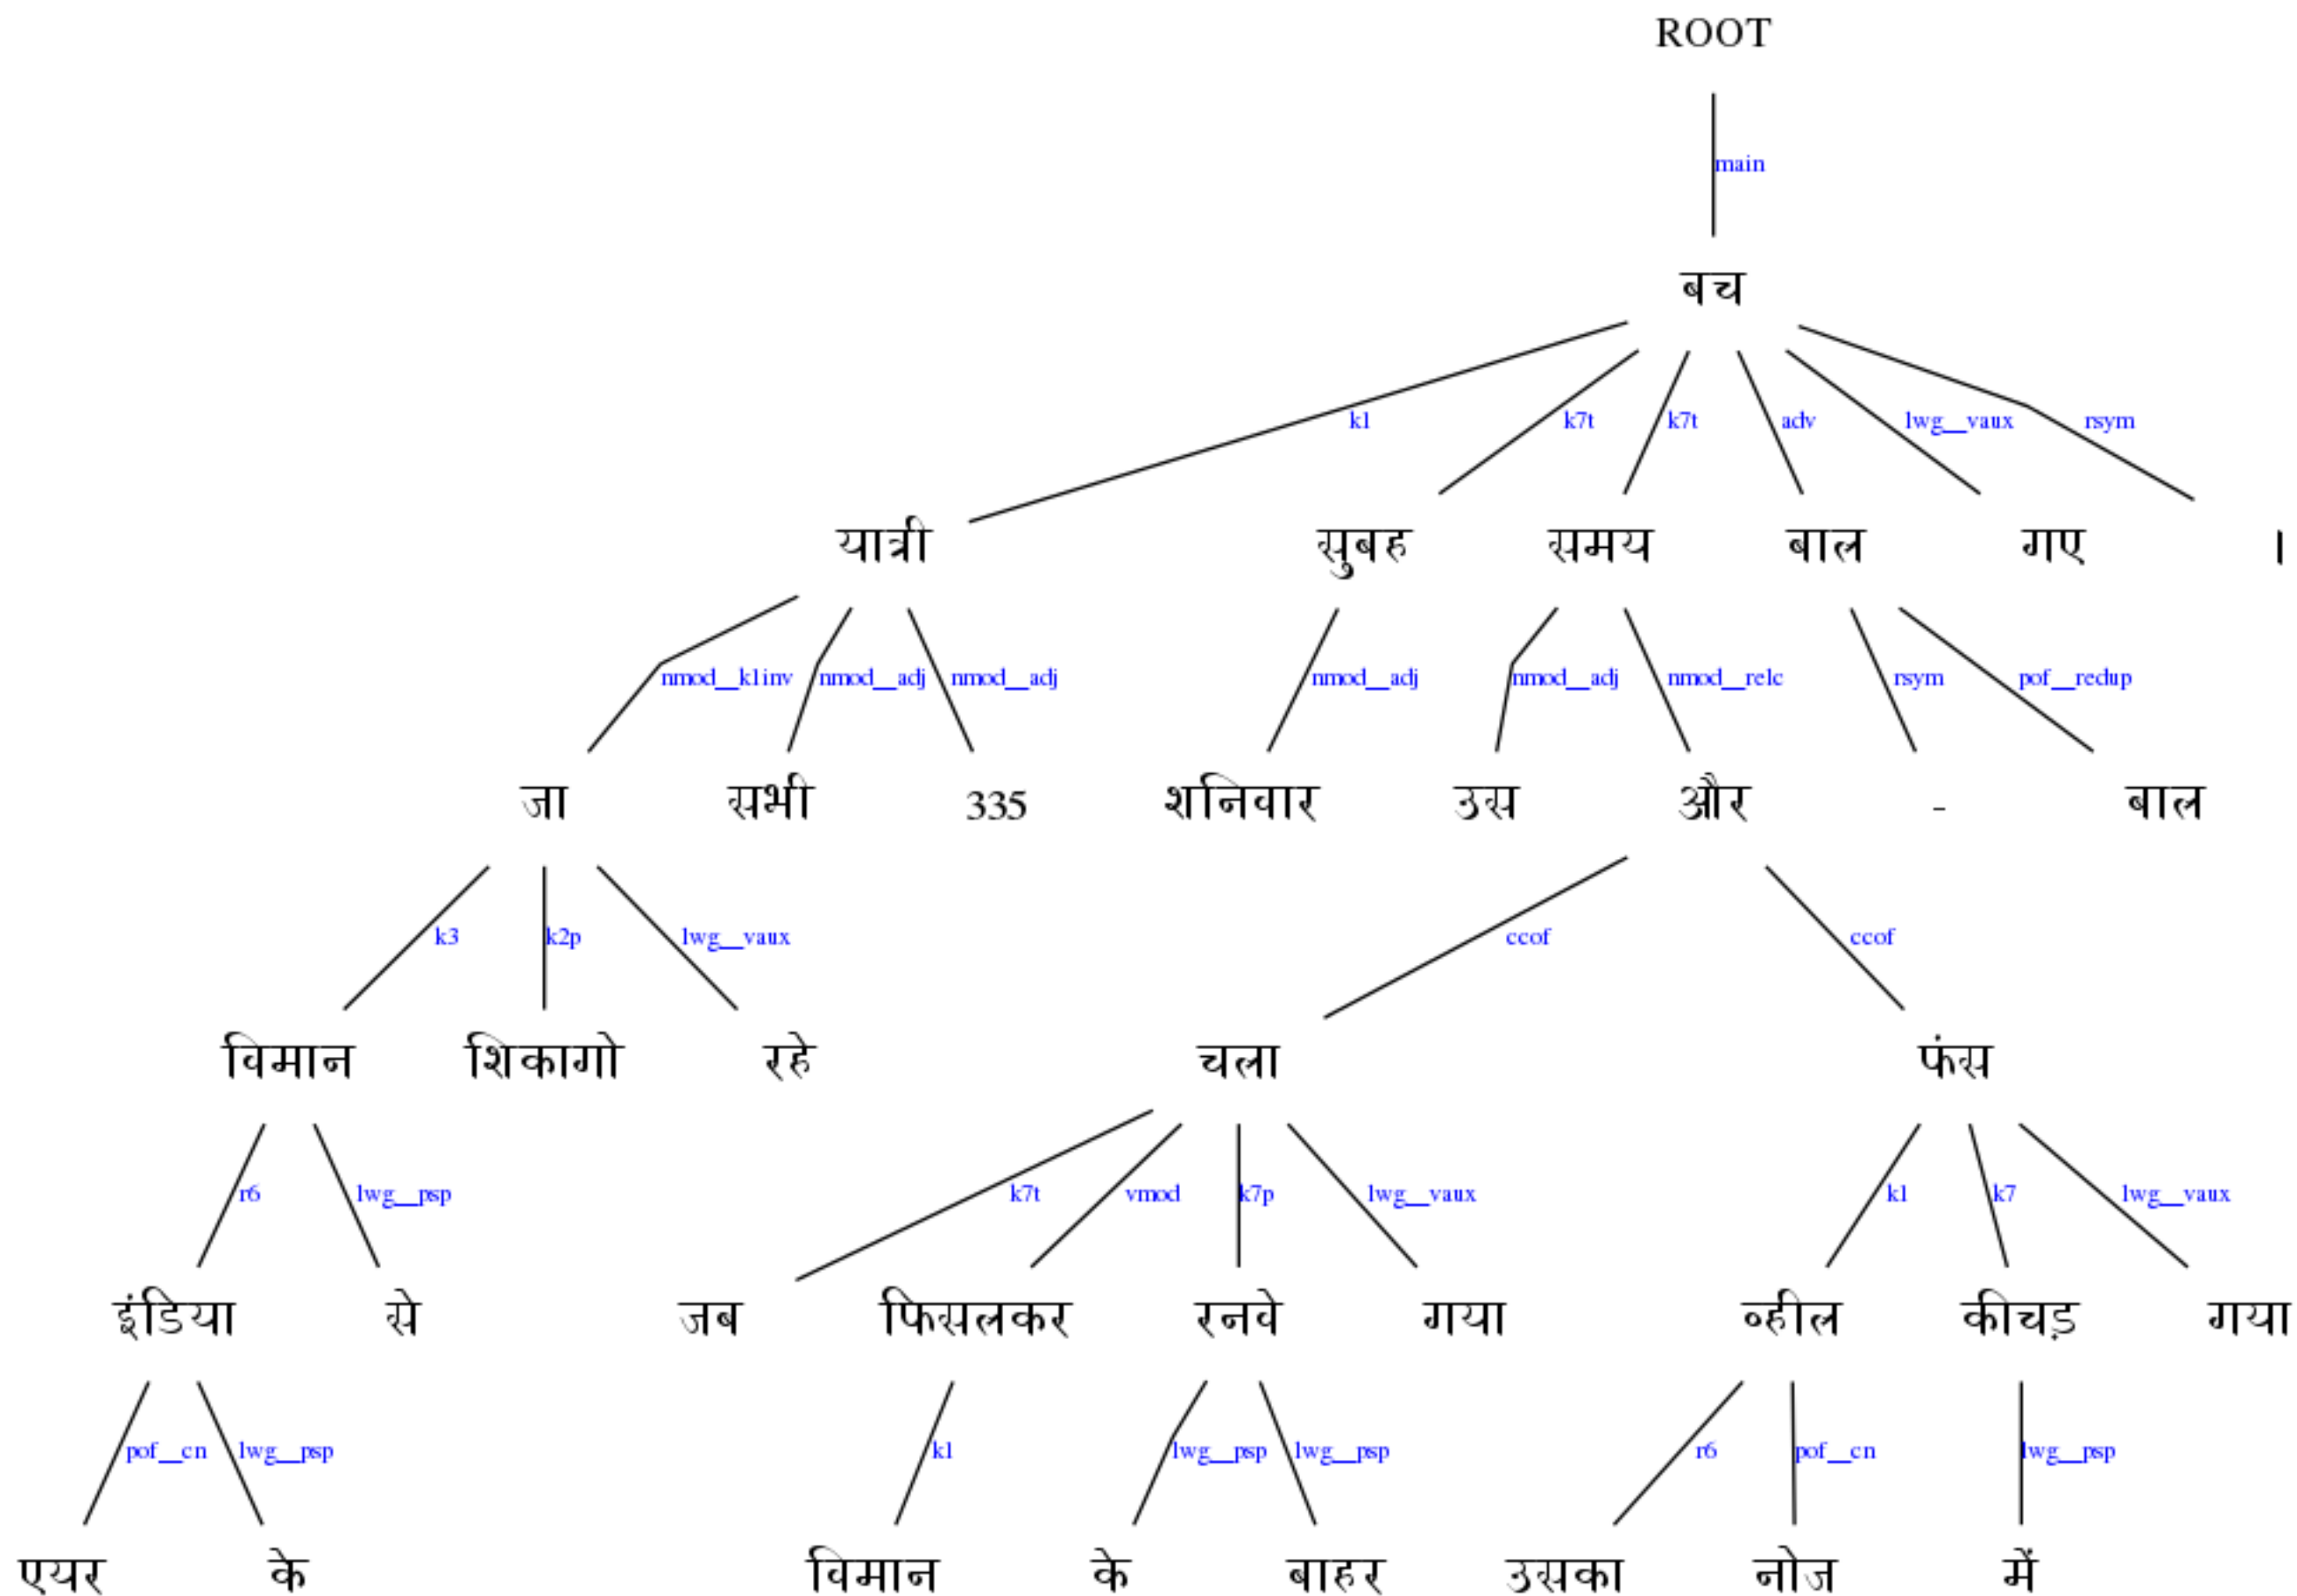 ROOT
main
बच
k1 k7t k7t adv lwg__vaux rsym
यात्री सुबह समय बाल गए ।
nmod__k1inv nmod__adj nmod__adj nmod__adj nmod__adj nmod__relc rsym pof__redup
जा सभी 335 शनिवार उस और - बाल
k3 k2p lwg__vaux ccof ccof
विमान शिकागो रहे चला फंस
r6 lwg__psp k7t vmod k7p lwg__vaux k1 k7 lwg__vaux
इंडिया से जब फिसलकर रनवे गया व्हील कीचड़ गया
pof__cn lwg__psp k1 lwg__psp lwg__psp r6 pof__cn lwg__psp
एयर के विमान के बाहर उसका नोज में